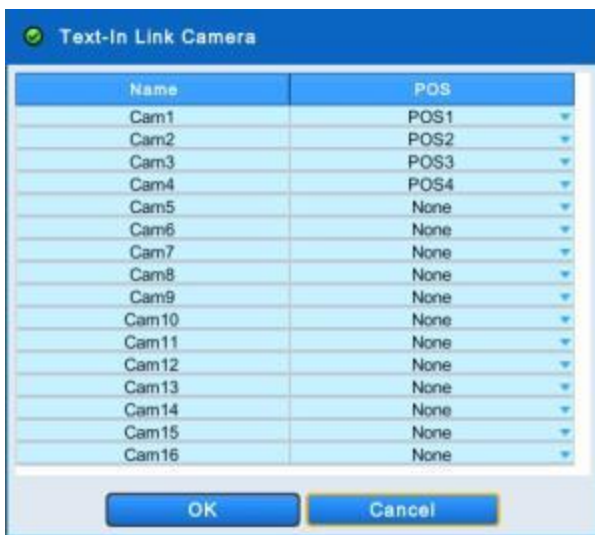 Text-In Link Camera
Name POS
Cam1 POS1
Cam2 POS2
Cam3 POS3
Cam4 POS4
Cam5 None
Cam6 None
Cam7 None
Cam8 None
Cam9 None
Cam10 None
Cam11 None
Cam12 None
Cam13 None
Cam14 None
Cam15 None
Cam16 None
OK Cancel